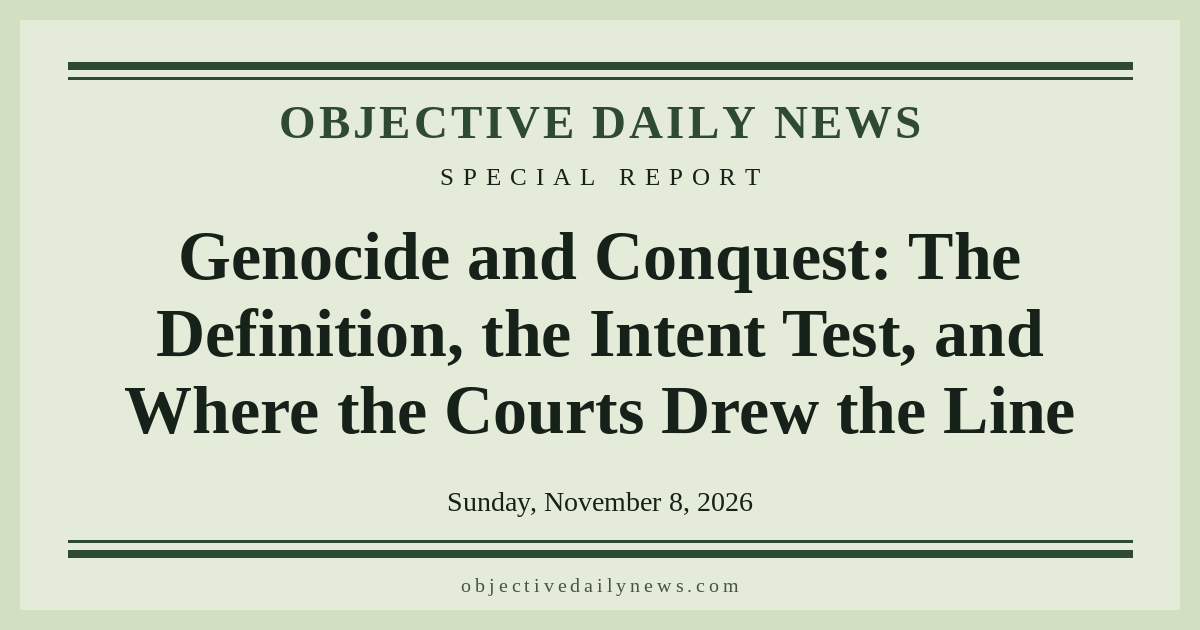 OBJECTIVE DAILY NEWS
SPECIAL REPORT
Genocide and Conquest: The
Definition, the Intent Test, and
Where the Courts Drew the Line
Sunday, November 8, 2026
objectivedailynews.com